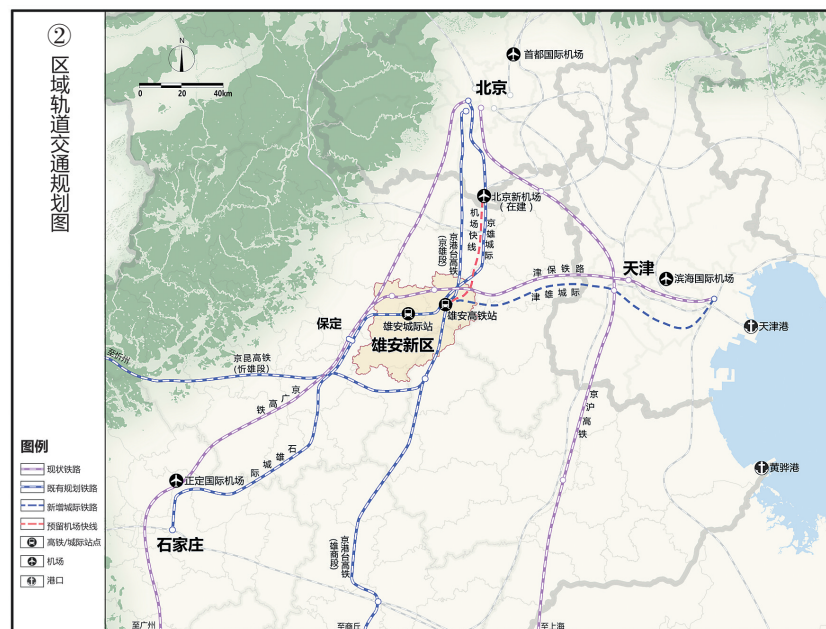 ②
区域轨道交通规划图
N
0 20 40km
0 20
首都国际机场
北京
北京新机场
(在建)
机场快线
京雄城际
京港台高铁
(京雄段)
津保铁路
天津
滨海国际机场
津雄城际
天津港
雄安高铁站
雄安城际站
保定
雄安新区
至忻州
京昆高铁
(忻雄段)
京广高铁
京沪高铁
石雄城际
黄骅港
正定国际机场
石家庄
京港台高铁
(雄商段)
至广州
至商丘
至上海
图例
现状铁路
既有规划铁路
新增城际铁路
预留机场快线
高铁/城际站点
机场
港口